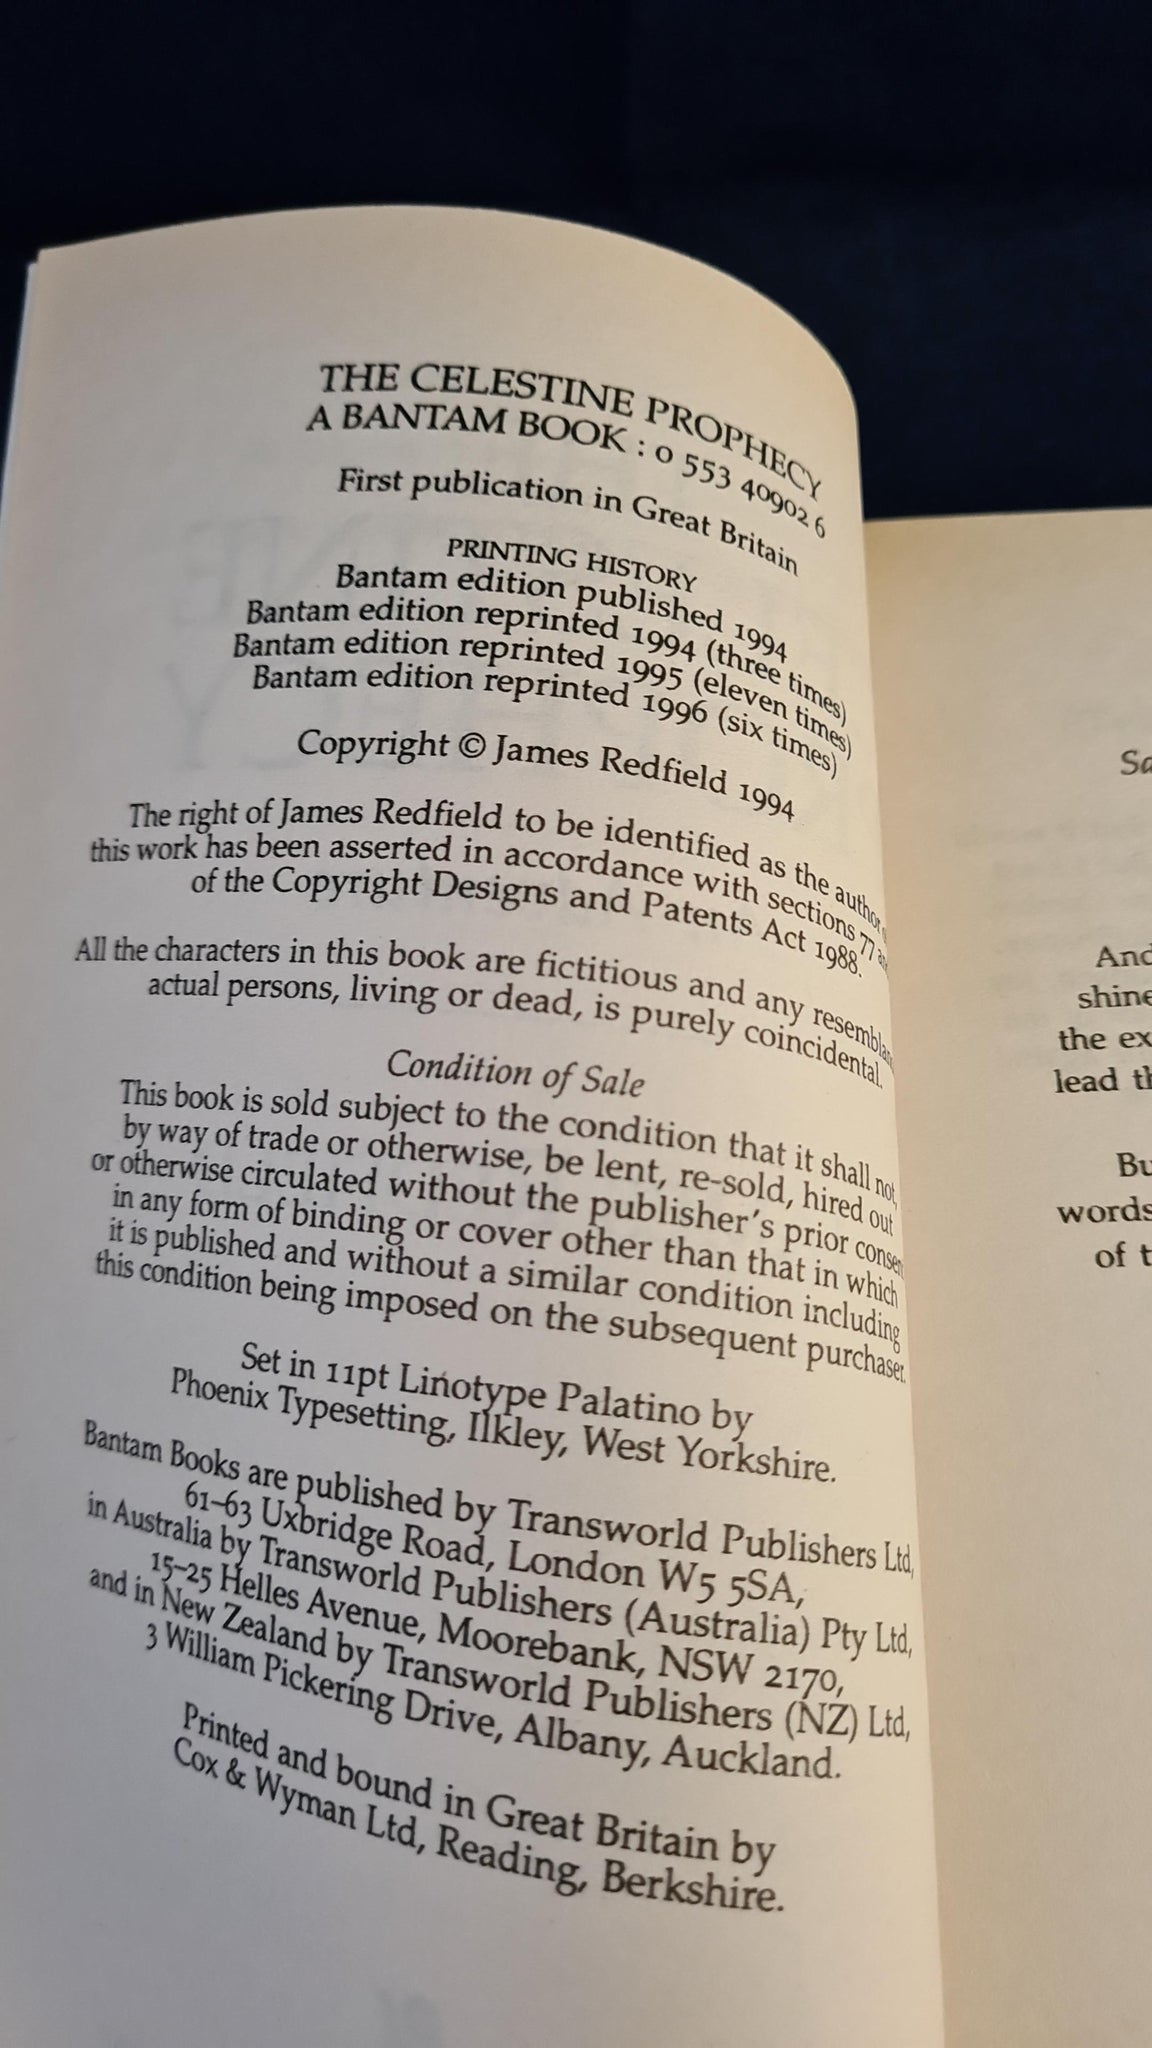 THE CELESTINE PROPHECY
A BANTAM BOOK : 0 553 40902 6
First publication in Great Britain
PRINTING HISTORY
Bantam edition published 1994
Bantam edition reprinted 1994 (three times)
Bantam edition reprinted 1995 (eleven times)
Bantam edition reprinted 1996 (six times)
Copyright © James Redfield 1994
The right of James Redfield to be identified as the author
this work has been asserted in accordance with sections 77
of the Copyright Designs and Patents Act 1988.
All the characters in this book are fictitious and any resemblan
actual persons, living or dead, is purely coincidental.
Condition of Sale
This book is sold subject to the condition that it shall not,
by way of trade or otherwise, be lent, re-sold, hired out
or otherwise circulated without the publisher's prior consen
in any form of binding or cover other than that in which
it is published and without a similar condition including
this condition being imposed on the subsequent purchaser.
Set in 11pt Linotype Palatino by
Phoenix Typesetting, Ilkley, West Yorkshire.
Bantam Books are published by Transworld Publishers Ltd,
61–63 Uxbridge Road, London W5 5SA,
in Australia by Transworld Publishers (Australia) Pty Ltd,
15–25 Helles Avenue, Moorebank, NSW 2170,
and in New Zealand by Transworld Publishers (NZ) Ltd,
3 William Pickering Drive, Albany, Auckland.
Printed and bound in Great Britain by
Cox & Wyman Ltd, Reading, Berkshire.
Sa
And
shine
the ex
lead th
Bu
words
of t